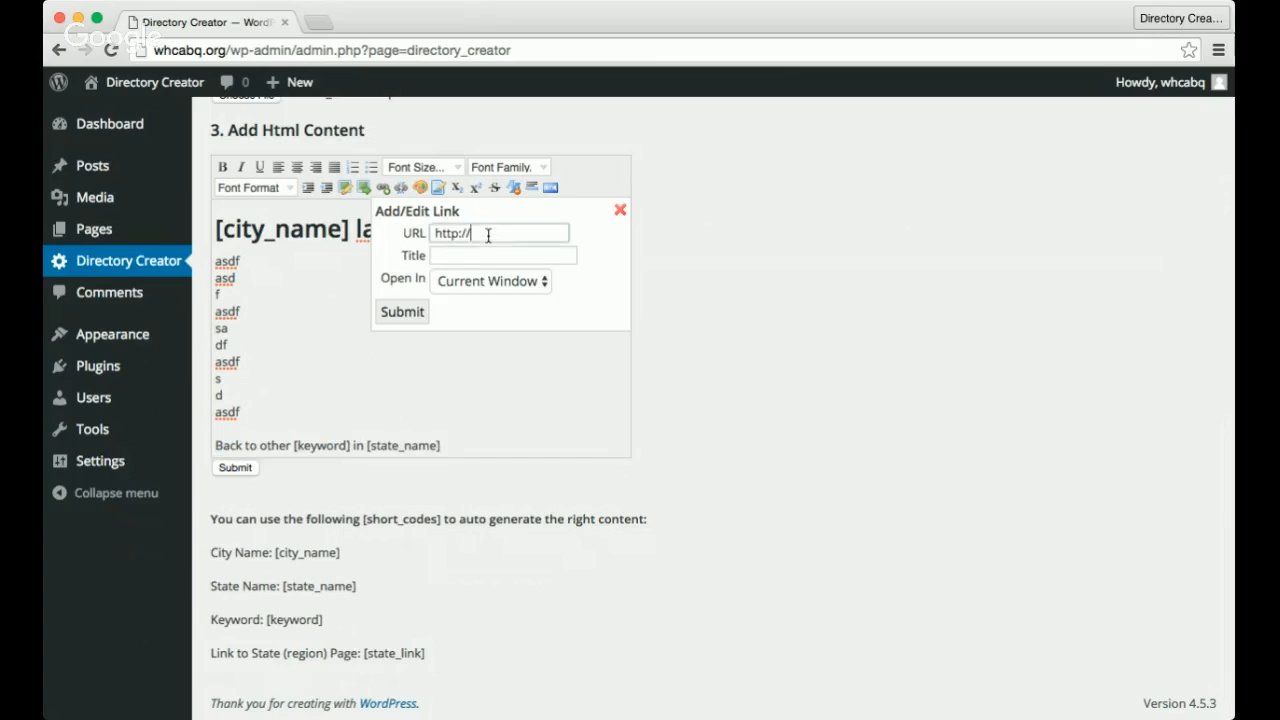 Directory Creator — WordP
Directory Crea...
Google
whcabq.org/wp-admin/admin.php?page=directory_creator
Directory Creator 0 New
Howdy, whcabq
Dashboard
Posts
Media
Pages
Directory Creator
Comments
Appearance
Plugins
Users
Tools
Settings
Collapse menu
3. Add Html Content
B I U Font Size... Font Family.
Font Format
Add/Edit Link
URL http://
Title
Open In Current Window
Submit
[city_name] la
asdf
asd
f
asdf
sa
df
asdf
s
d
asdf
Back to other [keyword] in [state_name]
Submit
You can use the following [short_codes] to auto generate the right content:
City Name: [city_name]
State Name: [state_name]
Keyword: [keyword]
Link to State (region) Page: [state_link]
Thank you for creating with WordPress.
Version 4.5.3